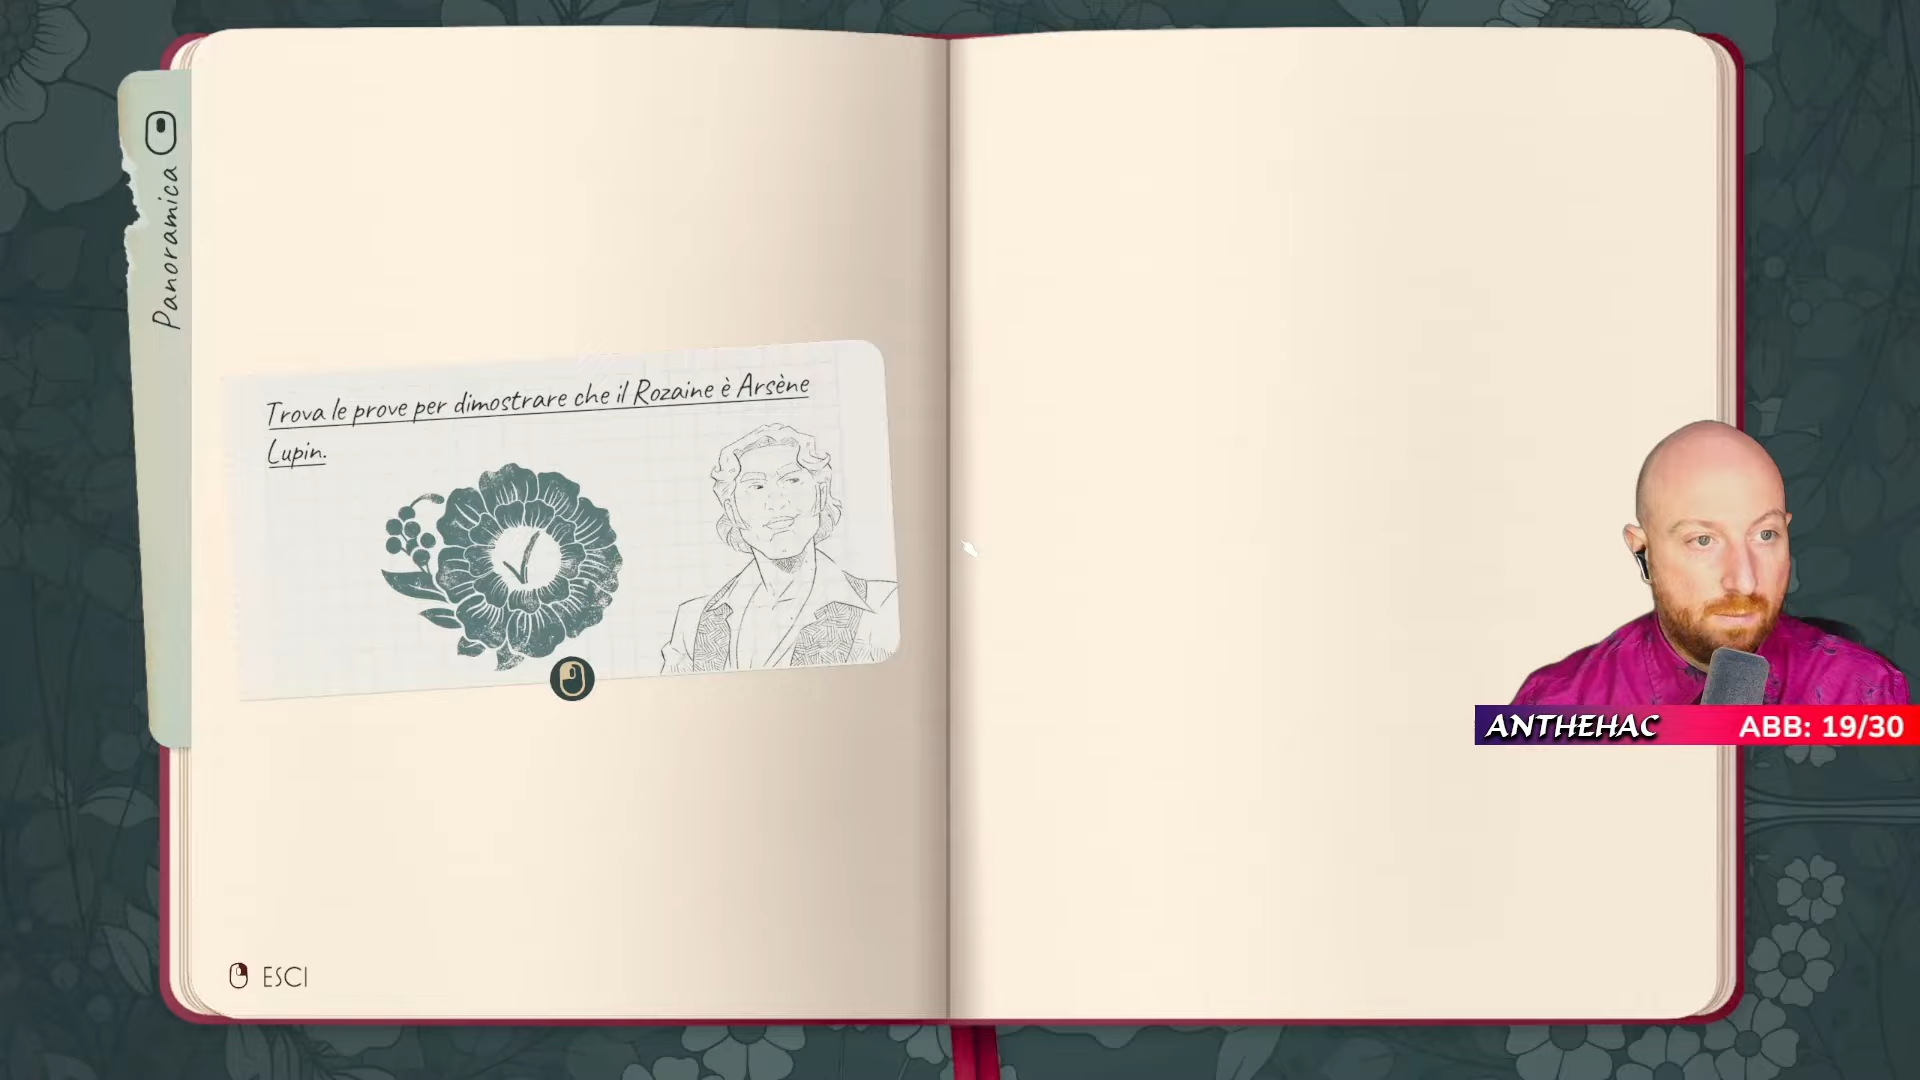 Panoramica
Trova le prove per dimostrare che il Rozaine è Arsène
Lupin.
ANTHEHAC ABB: 19/30
ESCI